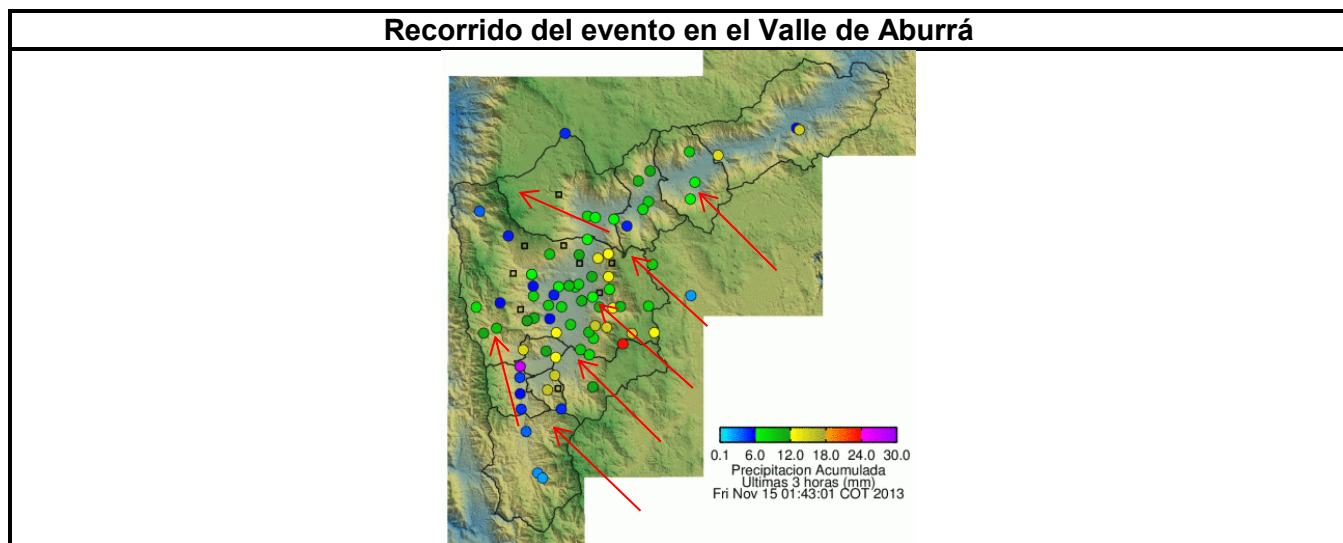 Recorrido del evento en el Valle de Aburrá
0.1 6.0 12.0 18.0 24.0 30.0
Precipitacion Acumulada
Ultimas 3 horas (mm)
Fri Nov 15 01:43:01 COT 2013